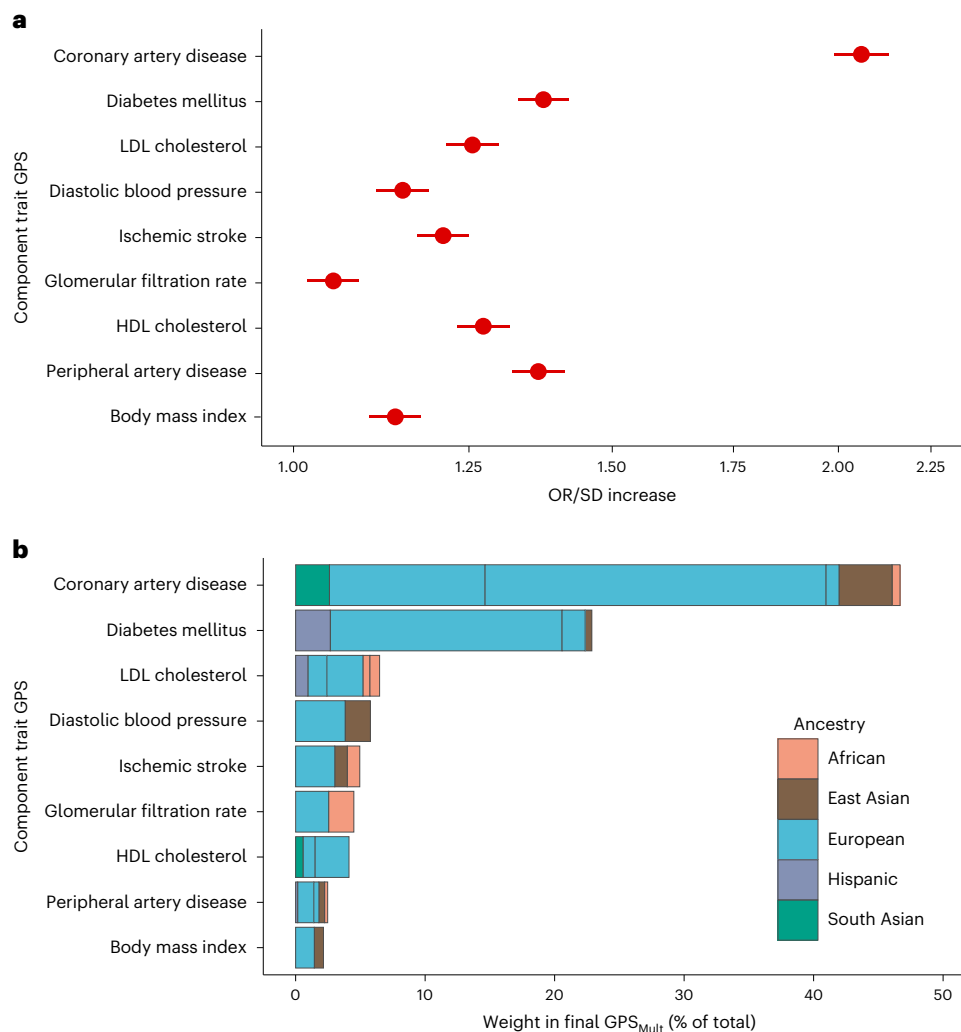 a
Component trait GPS
Coronary artery disease
Diabetes mellitus
LDL cholesterol
Diastolic blood pressure
Ischemic stroke
Glomerular filtration rate
HDL cholesterol
Peripheral artery disease
Body mass index
1.00 1.25 1.50 1.75 2.00 2.25
OR/SD increase
b
Component trait GPS
Coronary artery disease
Diabetes mellitus
LDL cholesterol
Diastolic blood pressure
Ischemic stroke
Glomerular filtration rate
HDL cholesterol
Peripheral artery disease
Body mass index
Ancestry
African
East Asian
European
Hispanic
South Asian
0 10 20 30 40 50
Weight in final GPSMult (% of total)